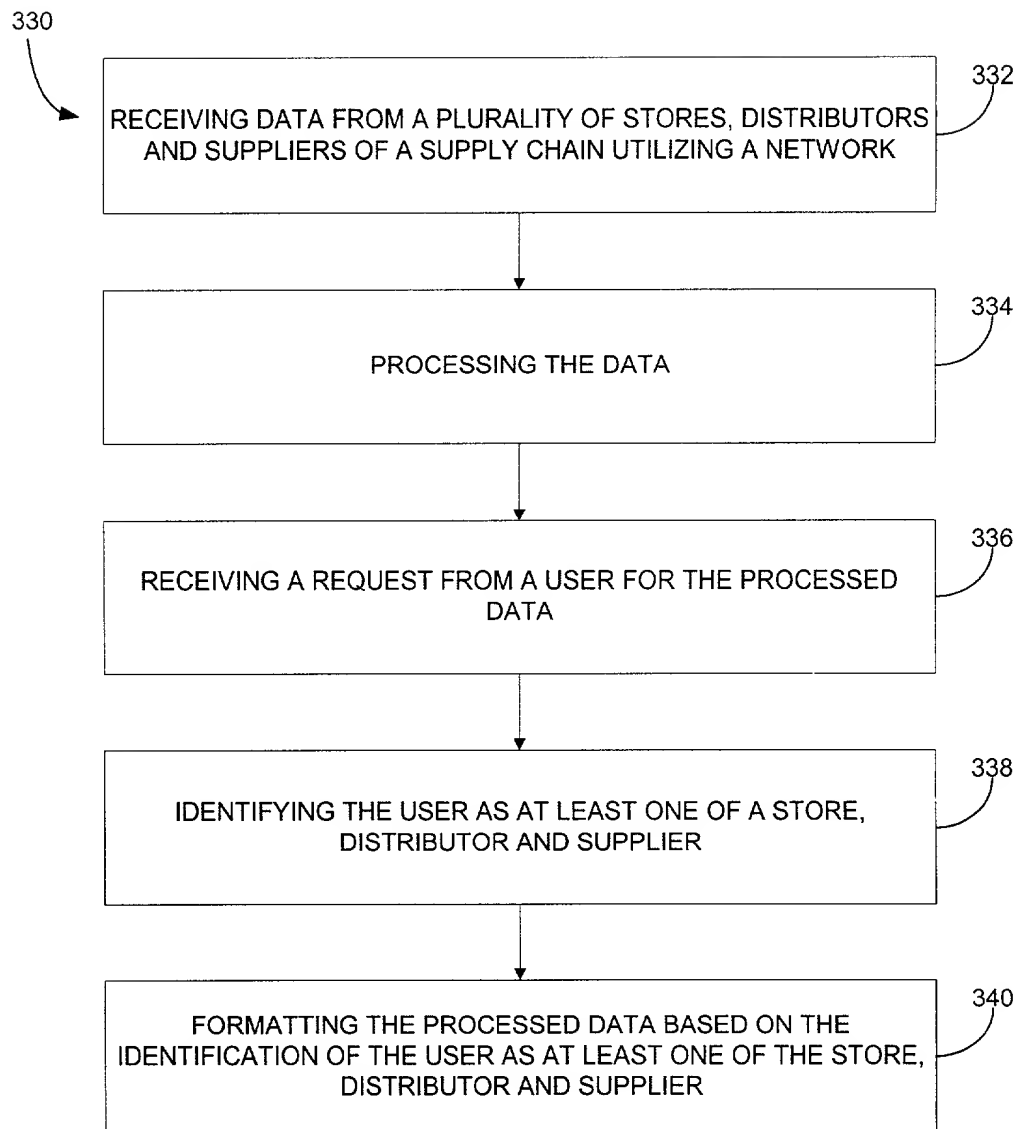 330
332
RECEIVING DATA FROM A PLURALITY OF STORES, DISTRIBUTORS
AND SUPPLIERS OF A SUPPLY CHAIN UTILIZING A NETWORK
334
PROCESSING THE DATA
336
RECEIVING A REQUEST FROM A USER FOR THE PROCESSED
DATA
338
IDENTIFYING THE USER AS AT LEAST ONE OF A STORE,
DISTRIBUTOR AND SUPPLIER
340
FORMATTING THE PROCESSED DATA BASED ON THE
IDENTIFICATION OF THE USER AS AT LEAST ONE OF THE STORE,
DISTRIBUTOR AND SUPPLIER